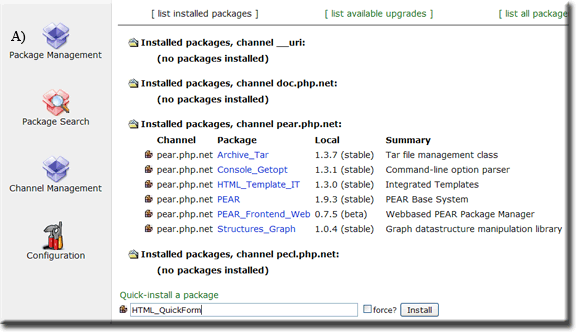 [ list installed packages ] [ list available upgrades ] [ list all package
A)
Package Management
Package Search
Channel Management
Configuration
Installed packages, channel __uri:
(no packages installed)
Installed packages, channel doc.php.net:
(no packages installed)
Installed packages, channel pear.php.net:
Channel Package Local Summary
pear.php.net Archive_Tar 1.3.7 (stable) Tar file management class
pear.php.net Console_Getopt 1.3.1 (stable) Command-line option parser
pear.php.net HTML_Template_IT 1.3.0 (stable) Integrated Templates
pear.php.net PEAR 1.9.3 (stable) PEAR Base System
pear.php.net PEAR_Frontend_Web 0.7.5 (beta) Webbased PEAR Package Manager
pear.php.net Structures_Graph 1.0.4 (stable) Graph datastructure manipulation library
Installed packages, channel pecl.php.net:
(no packages installed)
Quick-install a package
HTML_QuickForm force? Install